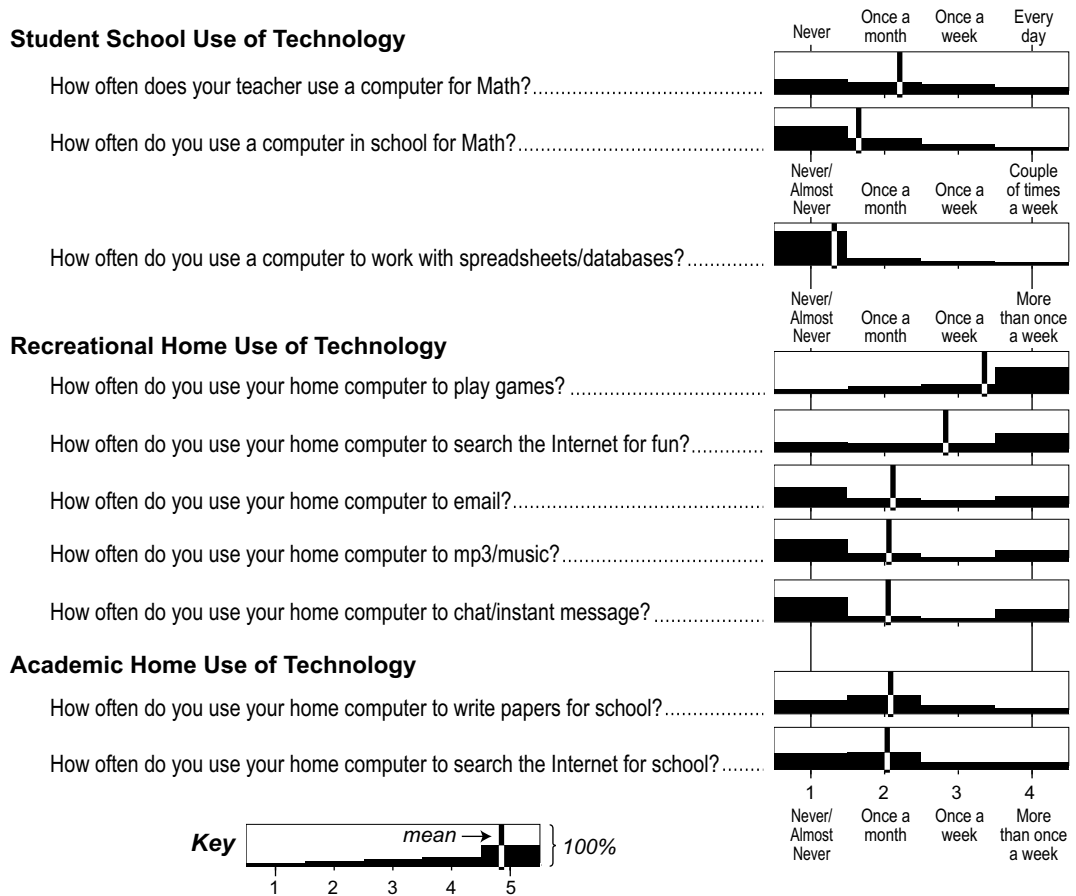 Student School Use of Technology
Never
Once a month
Once a week
Every day
How often does your teacher use a computer for Math?
How often do you use a computer in school for Math?
Never/ Almost Never
Once a month
Once a week
Couple of times a week
How often do you use a computer to work with spreadsheets/databases?
Never/ Almost Never
Once a month
Once a week
More than once a week
Recreational Home Use of Technology
How often do you use your home computer to play games?
How often do you use your home computer to search the Internet for fun?
How often do you use your home computer to email?
How often do you use your home computer to mp3/music?
How often do you use your home computer to chat/instant message?
Academic Home Use of Technology
How often do you use your home computer to write papers for school?
How often do you use your home computer to search the Internet for school?
1 2 3 4
Never/ Almost Never
Once a month
Once a week
More than once a week
Key
mean
100%
1 2 3 4 5